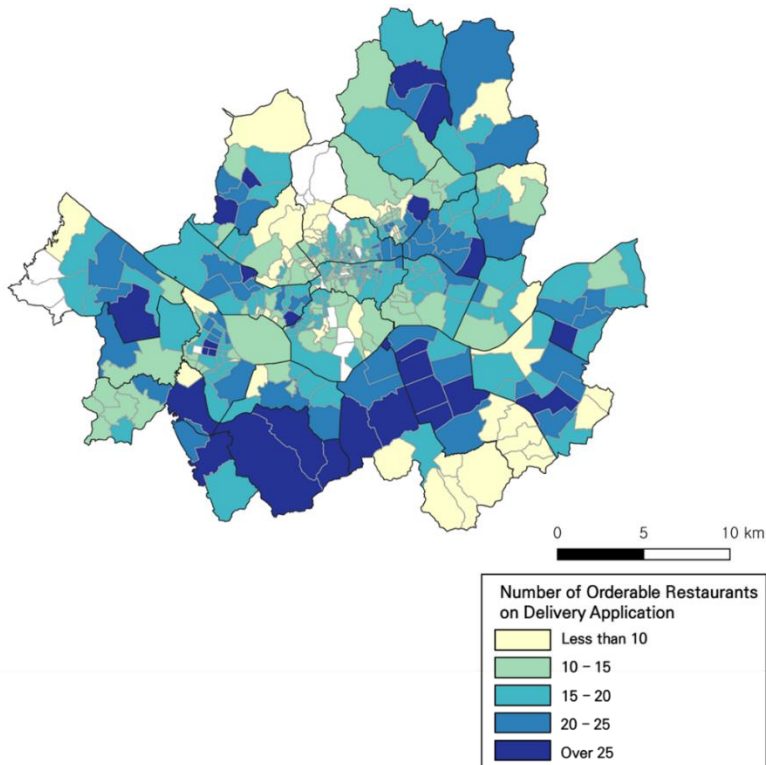 0 5 10 km
Number of Orderable Restaurants
on Delivery Application
Less than 10
10 – 15
15 – 20
20 – 25
Over 25